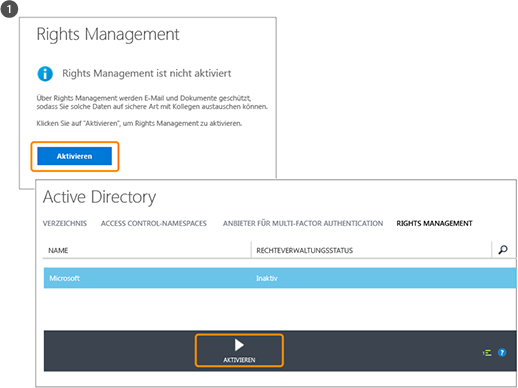 1
Rights Management
Rights Management ist nicht aktiviert
Über Rights Management werden E-Mail und Dokumente geschützt,
sodass Sie solche Daten auf sichere Art mit Kollegen austauschen können.
Klicken Sie auf "Aktivieren", um Rights Management zu aktivieren.
Aktivieren
Active Directory
VERZEICHNIS ACCESS CONTROL-NAMESPACES ANBIETER FÜR MULTI-FACTOR AUTHENTICATION RIGHTS MANAGEMENT
NAME RECHTEVERWALTUNGSSTATUS
Microsoft Inaktiv
AKTIVIEREN